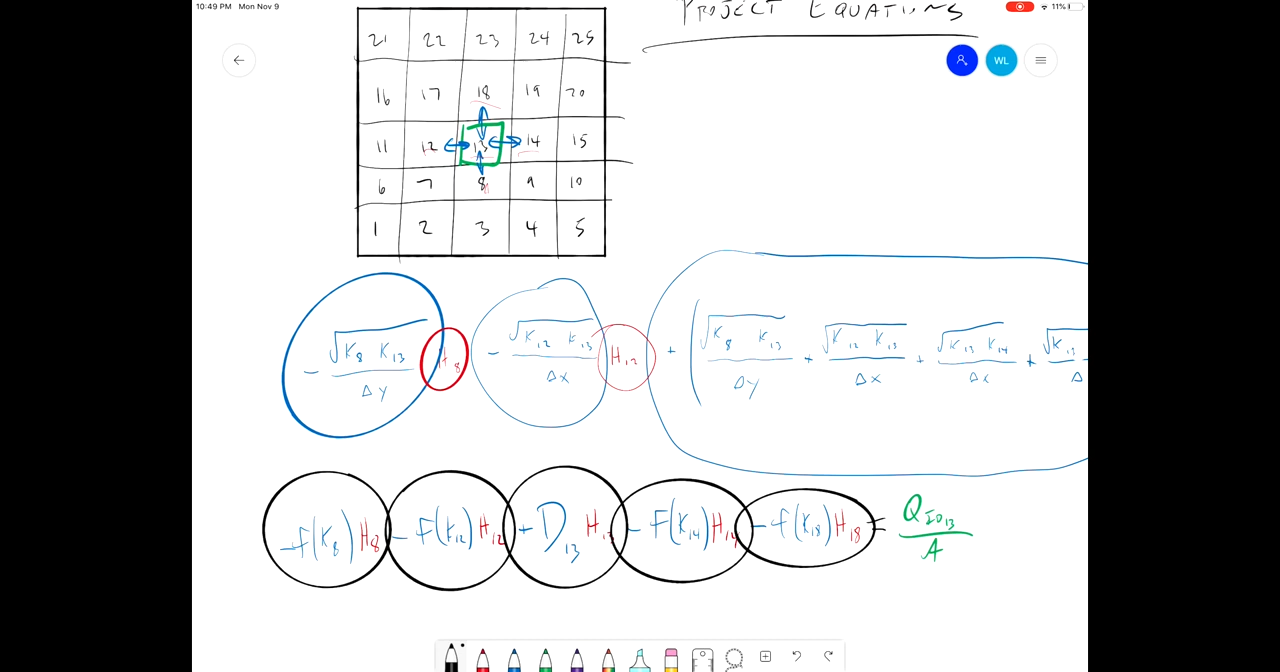 10:49 PM Mon Nov 9
11%
PROJECT EQUATIONS
WL
21 22 23 24 25
16 17 18 19 20
11 12 13 14 15
6 7 8 9 10
1 2 3 4 5
- √K₈ K₁₃ / Δy H₈ - √K₁₂ K₁₃ / Δx H₁₂ + ( √K₈ K₁₃ / Δy + √K₁₂ K₁₃ / Δx + √K₁₃ K₁₄ / Δx + √K₁₃ / Δ
-f(K₈)H₈ - F(K₁₂)H₁₂ + D₁₃ H₁₃ - F(K₁₄)H₁₄ - f(K₁₈)H₁₈ = Q_IO₁₃ / A